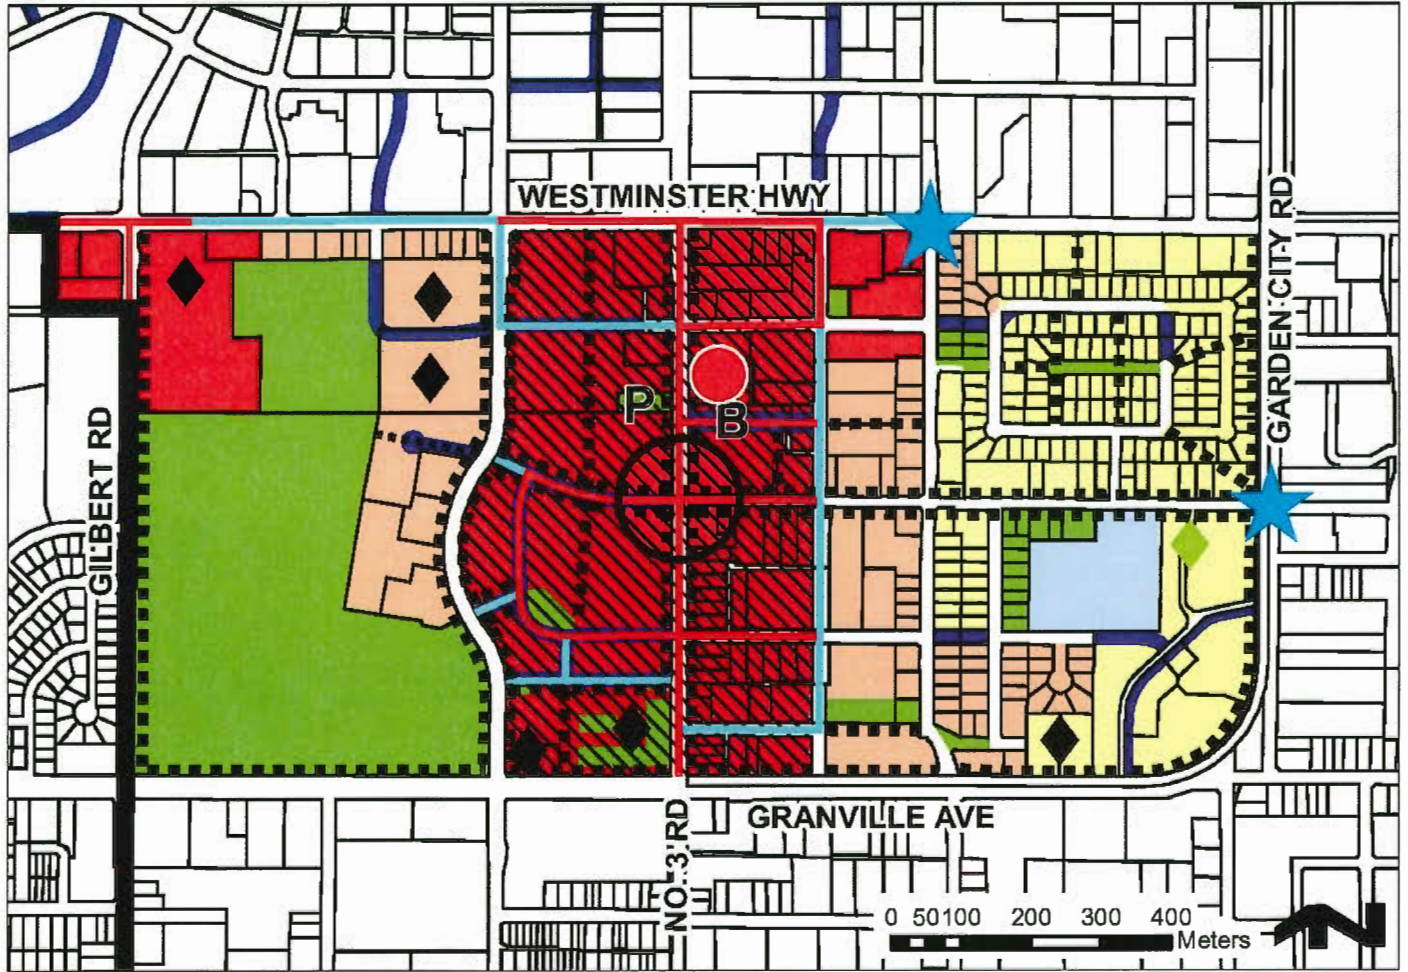 WESTMINSTER HWY
GARDEN CITY RD
P
B
GILBERT RD
GRANVILLE AVE
NO. 3 RD
0 50 100 200 300 400
Meters